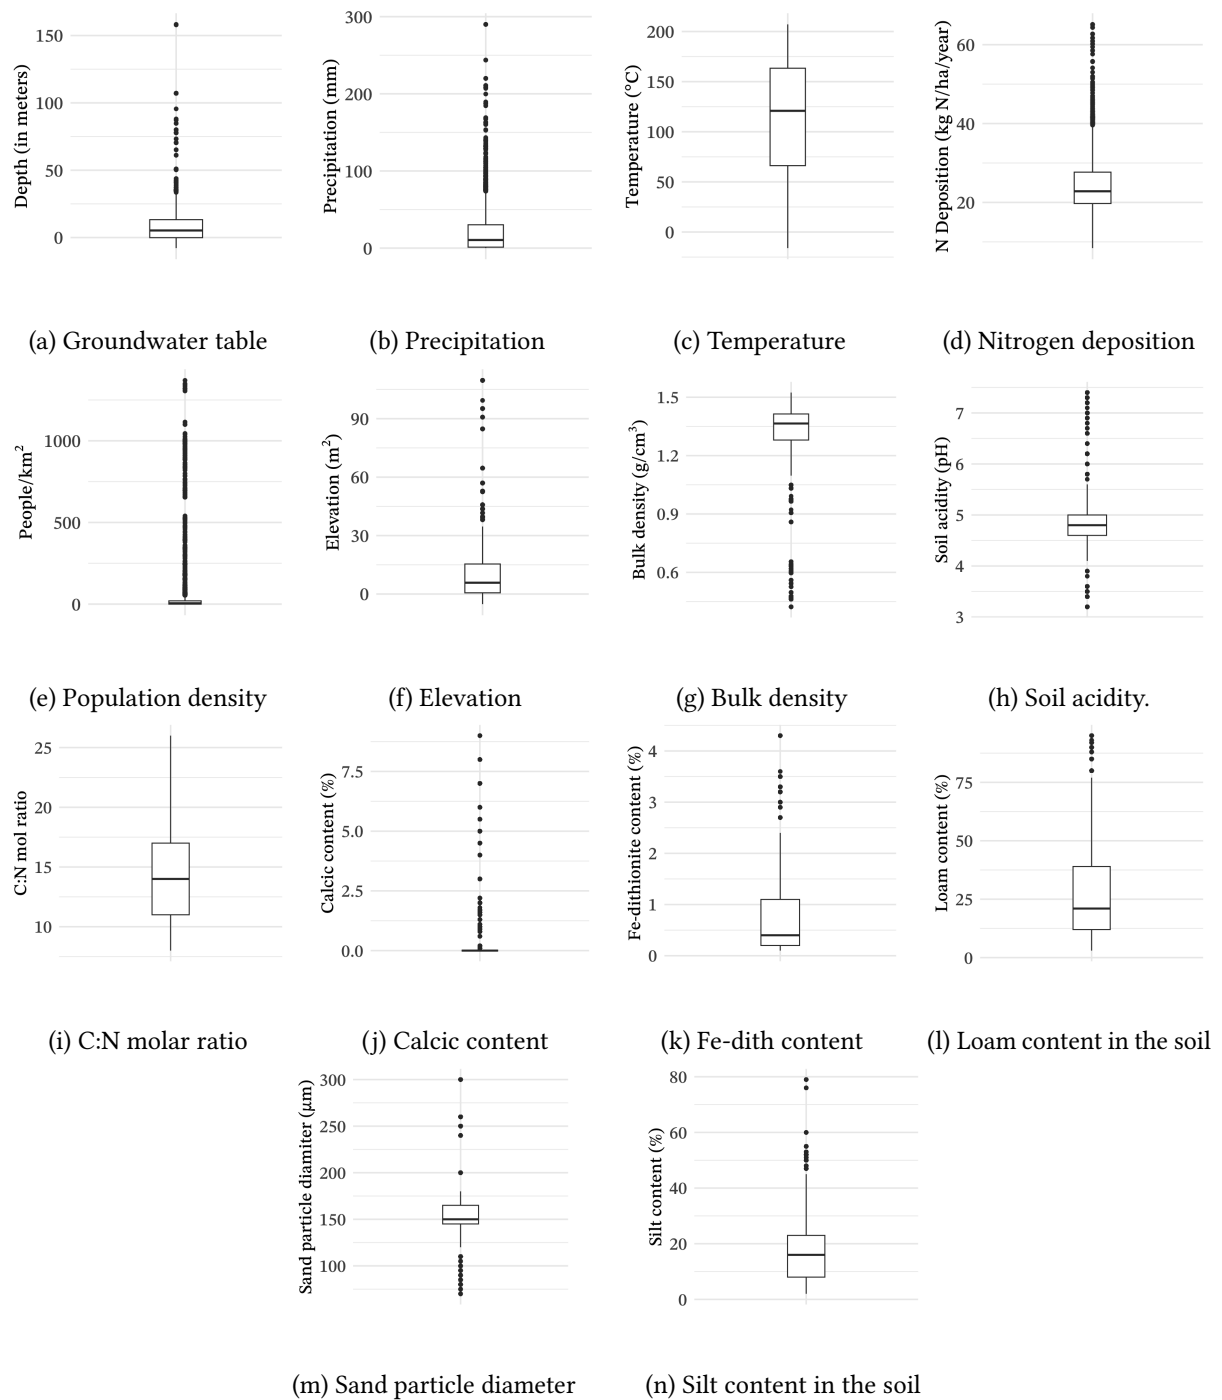 Depth (in meters)
150
100
50
0
(a) Groundwater table
Precipitation (mm)
300
200
100
0
(b) Precipitation
Temperature (°C)
200
150
100
50
0
(c) Temperature
N Deposition (kg N/ha/year)
60
40
20
(d) Nitrogen deposition
People/km²
1000
500
0
(e) Population density
Elevation (m²)
90
60
30
0
(f) Elevation
Bulk density (g/cm³)
1.5
1.2
0.9
0.6
(g) Bulk density
Soil acidity (pH)
7
6
5
4
3
(h) Soil acidity.
C:N mol ratio
25
20
15
10
(i) C:N molar ratio
Calcic content (%)
7.5
5.0
2.5
0.0
(j) Calcic content
Fe-dithionite content (%)
4
3
2
1
0
(k) Fe-dith content
Loam content (%)
75
50
25
0
(l) Loam content in the soil
Sand particle diamiter (μm)
300
250
200
150
100
(m) Sand particle diameter
Silt content (%)
80
60
40
20
0
(n) Silt content in the soil